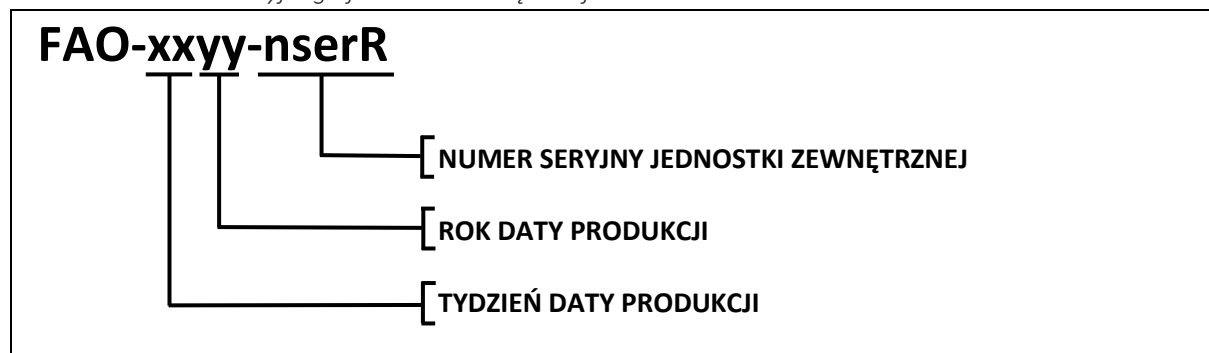 FAO-xxyy-nserR
NUMER SERYJNY JEDNOSTKI ZEWNĘTRZNEJ
ROK DATY PRODUKCJI
TYDZIEŃ DATY PRODUKCJI